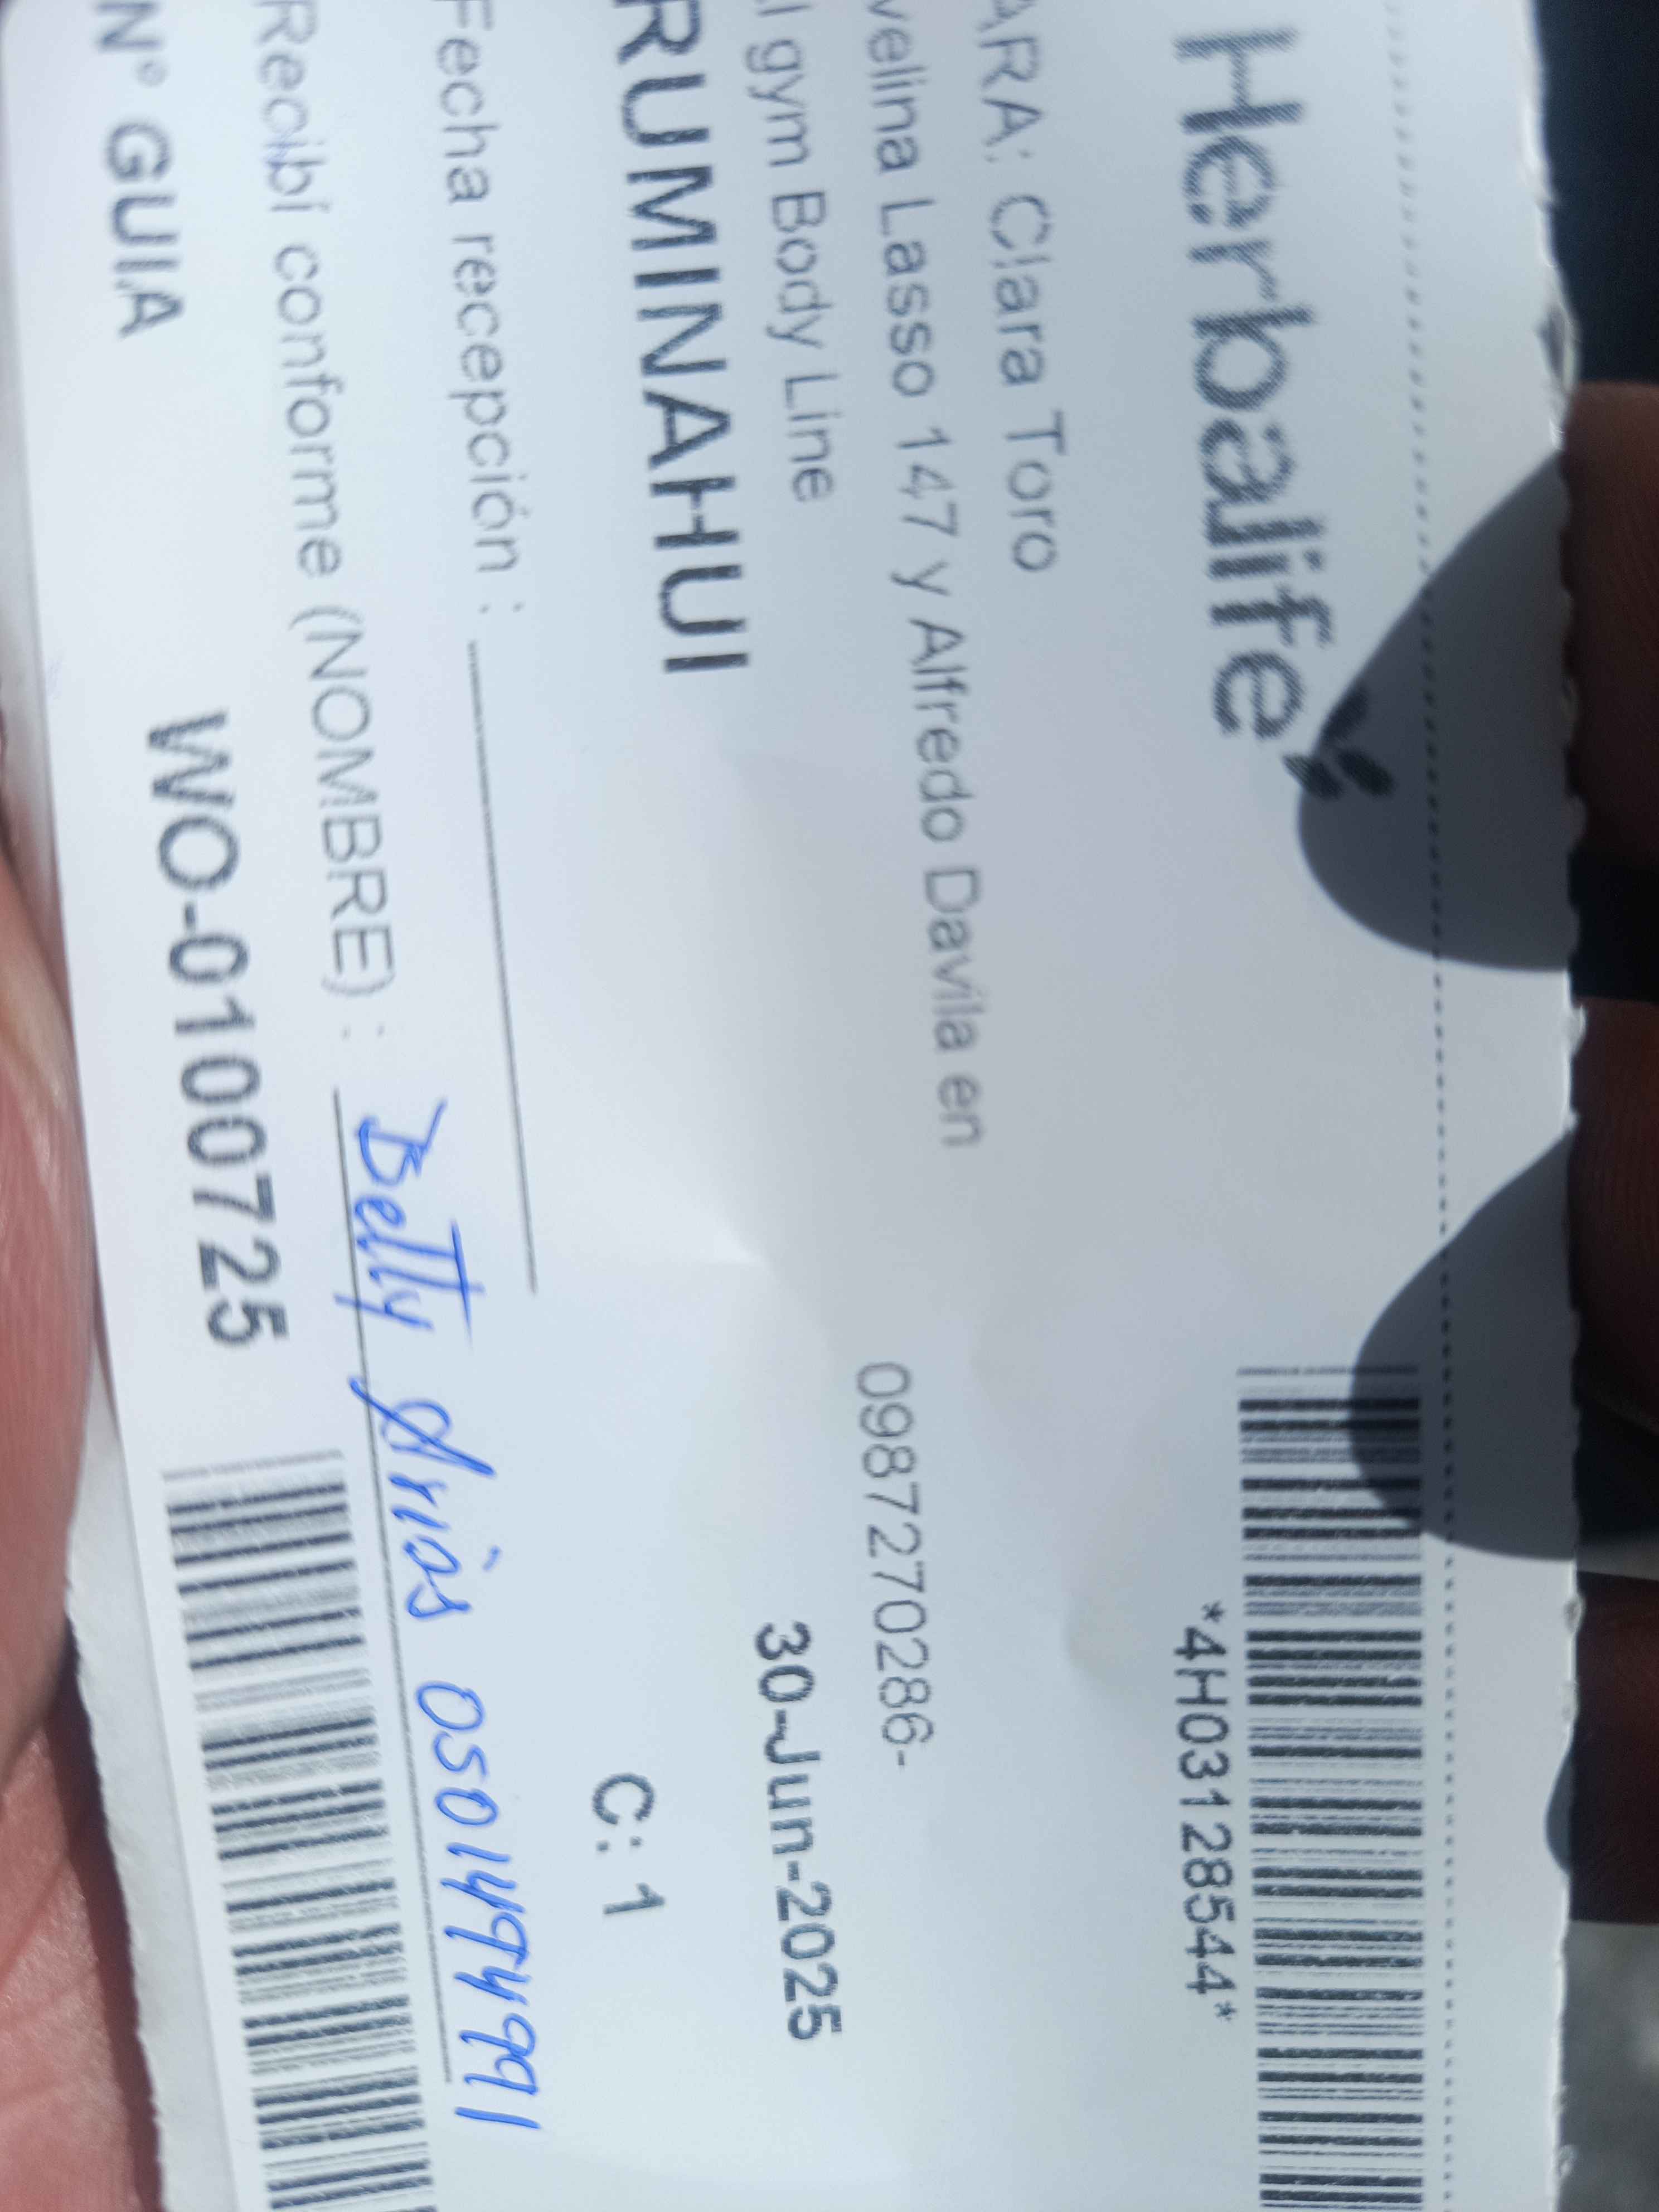 Herbalife
*4H03128544*
ARA: Clara Toro
velina Lasso 147 y Alfredo Davila en
0987270286-
l gym Body Line
30-Jun-2025
RUMINAHUI
C: 1
Fecha recepción :
Recibí conforme (NOMBRE) : Betty Arias 0501494991
N° GUIA WO-0100725